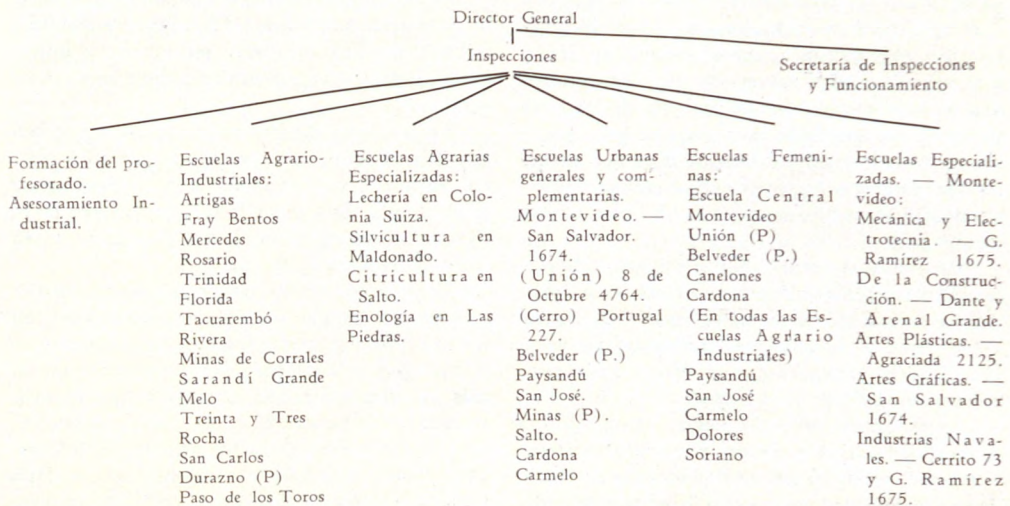 Director General
Inspecciones
Secretaría de Inspecciones
y Funcionamiento
Formación del pro-
fesorado.
Asesoramiento In-
dustrial.
Escuelas Agrario-
Industriales:
Artigas
Fray Bentos
Mercedes
Rosario
Trinidad
Florida
Tacuarembó
Rivera
Minas de Corrales
Sarandí Grande
Melo
Treinta y Tres
Rocha
San Carlos
Durazno (P)
Paso de los Toros
Escuelas Agrarias
Especializadas:
Lechería en Colo-
nia Suiza.
Silvicultura en
Maldonado.
Citricultura en
Salto.
Enología en Las
Piedras.
Escuelas Urbanas
generales y com-
plementarias.
Montevideo. —
San Salvador.
1674.
(Unión) 8 de
Octubre 4764.
(Cerro) Portugal
227.
Belveder (P.)
Paysandú
San José.
Minas (P).
Salto.
Cardona
Carmelo
Escuelas Femeni-
nas:
Escuela Central
Montevideo
Unión (P)
Belveder (P.)
Canelones
Cardona
(En todas las Es-
cuelas Agrario
Industriales)
Paysandú
San José
Carmelo
Dolores
Soriano
Escuelas Especiali-
zadas. — Monte-
video:
Mecánica y Elec-
trotecnia. — G.
Ramírez 1675.
De la Construc-
ción. — Dante y
Arenal Grande.
Artes Plásticas. —
Agraciada 2125.
Artes Gráficas. —
San Salvador
1674.
Industrias Nava-
les. — Cerrito 73
y G. Ramírez
1675.